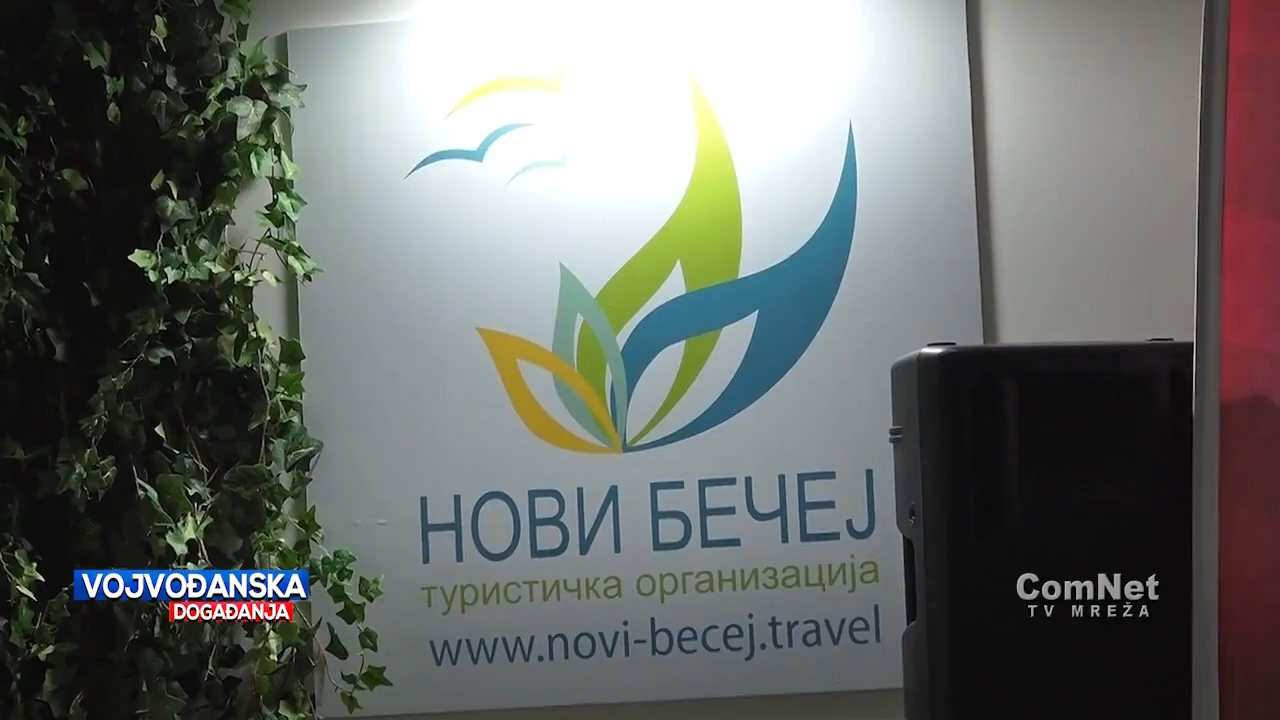 НОВИ БЕЧЕЈ
туристичка организација
www.novi-becej.travel
VOJVOĐANSKA
DOGAĐANJA
ComNet
TV MREŽA